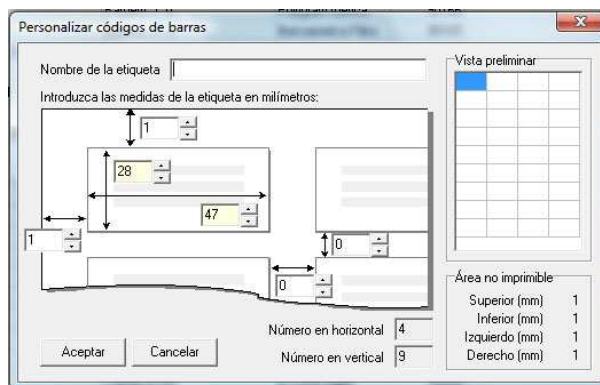 Personalizar códigos de barras
Nombre de la etiqueta
Introduzca las medidas de la etiqueta en milímetros:
1
28
47
1
0
0
Número en horizontal 4
Número en vertical 9
Aceptar Cancelar
Vista preliminar
Área no imprimible
Superior (mm) 1
Inferior (mm) 1
Izquierdo (mm) 1
Derecho (mm) 1